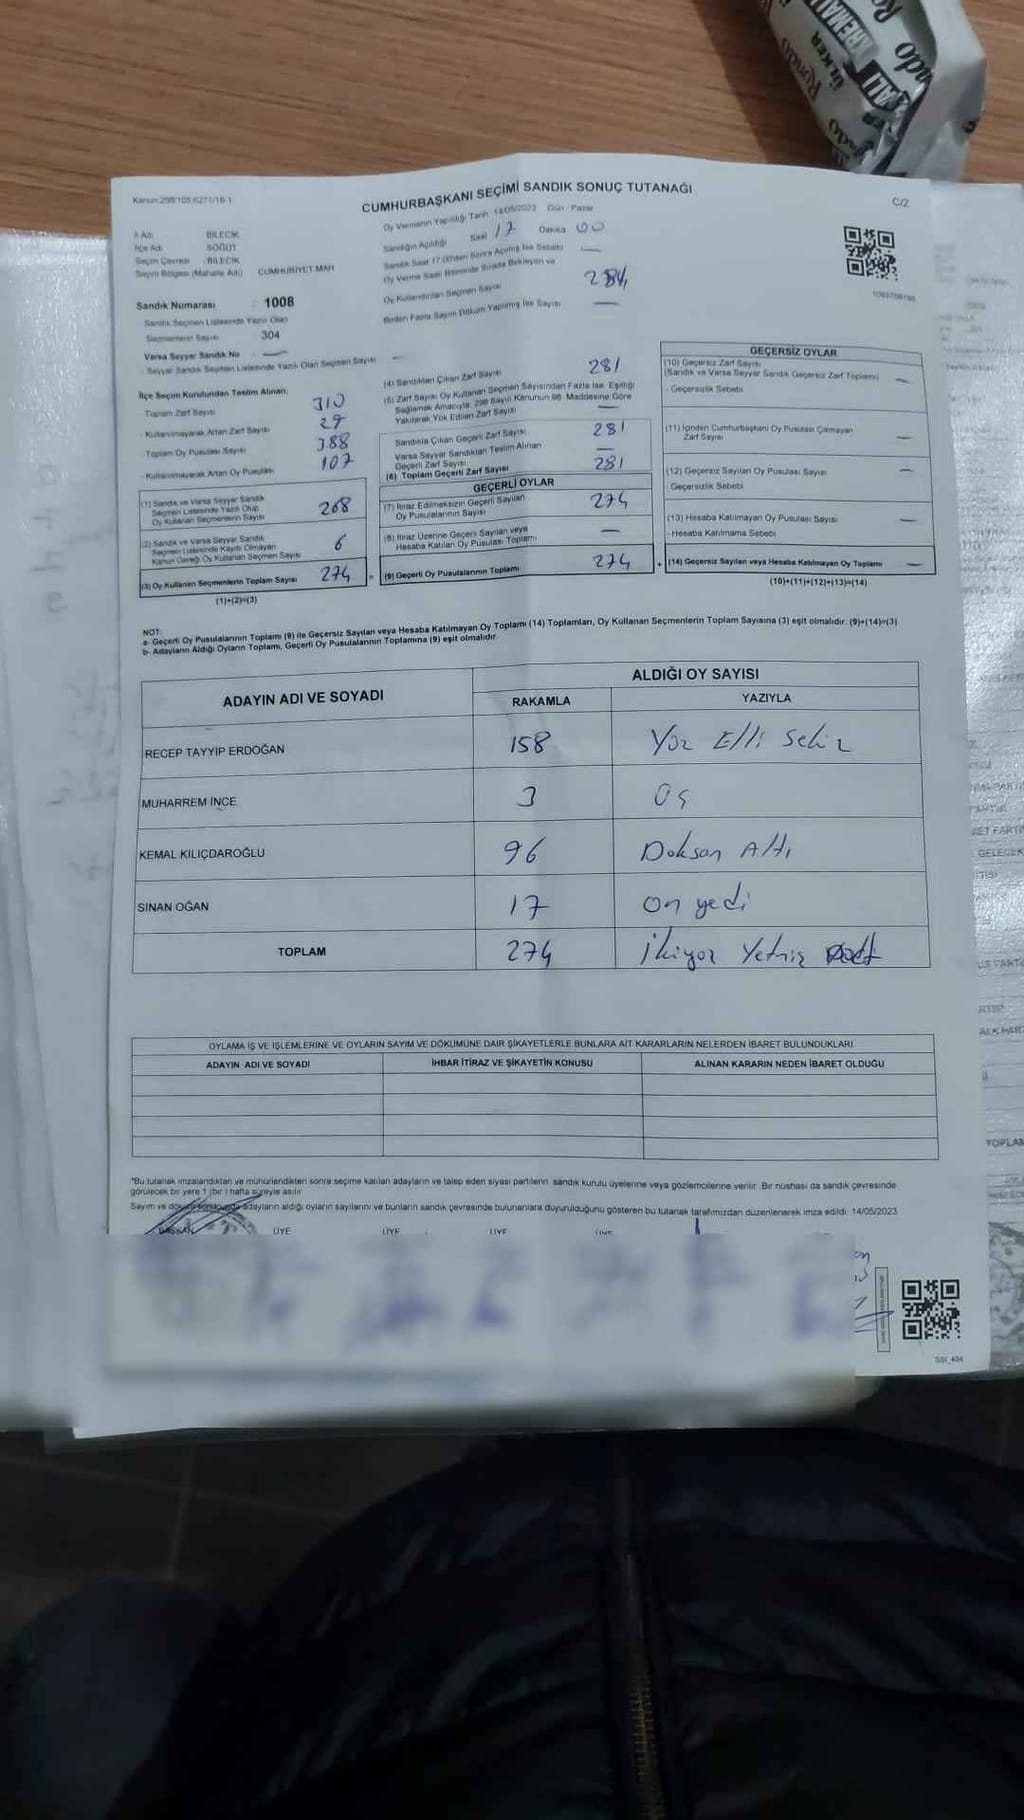 Rondo
ÜLKER
KREMALI
Kanun:298/105;6271/18-1
CUMHURBAŞKANI SEÇİMİ SANDIK SONUÇ TUTANAĞI
C/2
İl Adı : BİLECİK
İlçe Adı : SÖĞÜT
Seçim Çevresi : BİLECİK
Seçim Bölgesi (Mahalle Adı) : CUMHURİYET MAH
Sandık Numarası : 1008
Sandık Seçmen Listesinde Yazılı Olan
Seçmenlerin Sayısı : 304
Varsa Seyyar Sandık No : —
Seyyar Sandık Seçmen Listesinde Yazılı Olan Seçmen Sayısı : —
Oy Vermenin Yapıldığı Tarih: 14/05/2023 Gün : Pazar
Sandığın Açıldığı Saat 17 Dakika 00
Sandık Saat 17:00'den Sonra Açılmış İse Sebebi —
Oy Verme Saati Bitiminde Sırada Bekleyen ve
Oy Kullandırılan Seçmen Sayısı 284
Birden Fazla Sayım Döküm Yapılmış İse Sayısı —
İlçe Seçim Kurulundan Teslim Alınan;
Toplam Zarf Sayısı 310
- Kullanılmayarak Artan Zarf Sayısı 29
- Toplam Oy Pusulası Sayısı 388
- Kullanılmayarak Artan Oy Pusulası 107
(1) Sandık ve Varsa Seyyar Sandık
Seçmen Listesinde Yazılı Olup
Oy Kullanan Seçmenlerin Sayısı 268
(2) Sandık ve Varsa Seyyar Sandık
Seçmen Listesinde Kayıtlı Olmayan
Kanun Gereği Oy Kullanan Seçmen Sayısı 6
(3) Oy Kullanan Seçmenlerin Toplam Sayısı 274
(1)+(2)=(3)
(4) Sandıktan Çıkan Zarf Sayısı 281
(5) Zarf Sayısı Oy Kullanan Seçmen Sayısından Fazla İse, Eşitliği
Sağlamak Amacıyla, 298 Sayılı Kanunun 98. Maddesine Göre
Yakılarak Yok Edilen Zarf Sayısı —
Sandıkta Çıkan Geçerli Zarf Sayısı 281
Varsa Seyyar Sandıktan Teslim Alınan
Geçerli Zarf Sayısı —
(6) Toplam Geçerli Zarf Sayısı 281
GEÇERLİ OYLAR
(7) İtiraz Edilmeksizin Geçerli Sayılan
Oy Pusulalarının Sayısı 274
(8) İtiraz Üzerine Geçerli Sayılan veya
Hesaba Katılan Oy Pusulası Toplamı —
(9) Geçerli Oy Pusulalarının Toplamı 274
GEÇERSİZ OYLAR
(10) Geçersiz Zarf Sayısı
(Sandık ve Varsa Seyyar Sandık Geçersiz Zarf Toplamı) —
- Geçersizlik Sebebi:
(11) İçinden Cumhurbaşkanı Oy Pusulası Çıkmayan
Zarf Sayısı —
(12) Geçersiz Sayılan Oy Pusulası Sayısı —
- Geçersizlik Sebebi
(13) Hesaba Katılmayan Oy Pusulası Sayısı —
- Hesaba Katılmama Sebebi
(14) Geçersiz Sayılan veya Hesaba Katılmayan Oy Toplamı —
(10)+(11)+(12)+(13)=(14)
NOT:
a- Geçerli Oy Pusulalarının Toplamı (9) ile Geçersiz Sayılan veya Hesaba Katılmayan Oy Toplamı (14) Toplamları, Oy Kullanan Seçmenlerin Toplam Sayısına (3) eşit olmalıdır. (9)+(14)=(3)
b- Adayların Aldığı Oyların Toplamı, Geçerli Oy Pusulalarının Toplamına (9) eşit olmalıdır.
ADAYIN ADI VE SOYADI ALDIĞI OY SAYISI
RAKAMLA YAZIYLA
RECEP TAYYİP ERDOĞAN 158 Yüz Elli Sekiz
MUHARREM İNCE 3 Üç
KEMAL KILIÇDAROĞLU 96 Doksan Altı
SİNAN OĞAN 17 On yedi
TOPLAM 274 İkiyüz Yetmiş dört
OYLAMA İŞ VE İŞLEMLERİNE VE OYLARIN SAYIM VE DÖKÜMÜNE DAİR ŞİKAYETLERLE BUNLARA AİT KARARLARIN NELERDEN İBARET BULUNDUKLARI
ADAYIN ADI VE SOYADI İHBAR İTİRAZ VE ŞİKAYETİN KONUSU ALINAN KARARIN NEDEN İBARET OLDUĞU
*Bu tutanak imzalandıktan ve mühürlendikten sonra seçime katılan adayların ve talep eden siyasi partilerin sandık kurulu üyelerine veya gözlemcilerine verilir. Bir nüshası da sandık çevresinde
görülecek bir yere 1 (bir) hafta süreyle asılır.
Sayım ve döküm sonucunda adayların aldığı oyların sayılarını ve bunların sandık çevresinde bulunanlara duyurulduğunu gösteren bu tutanak tarafımızdan düzenlenerek imza edildi. 14/05/2023
BAŞKAN ÜYE ÜYE ÜYE ÜYE
TOPLAM